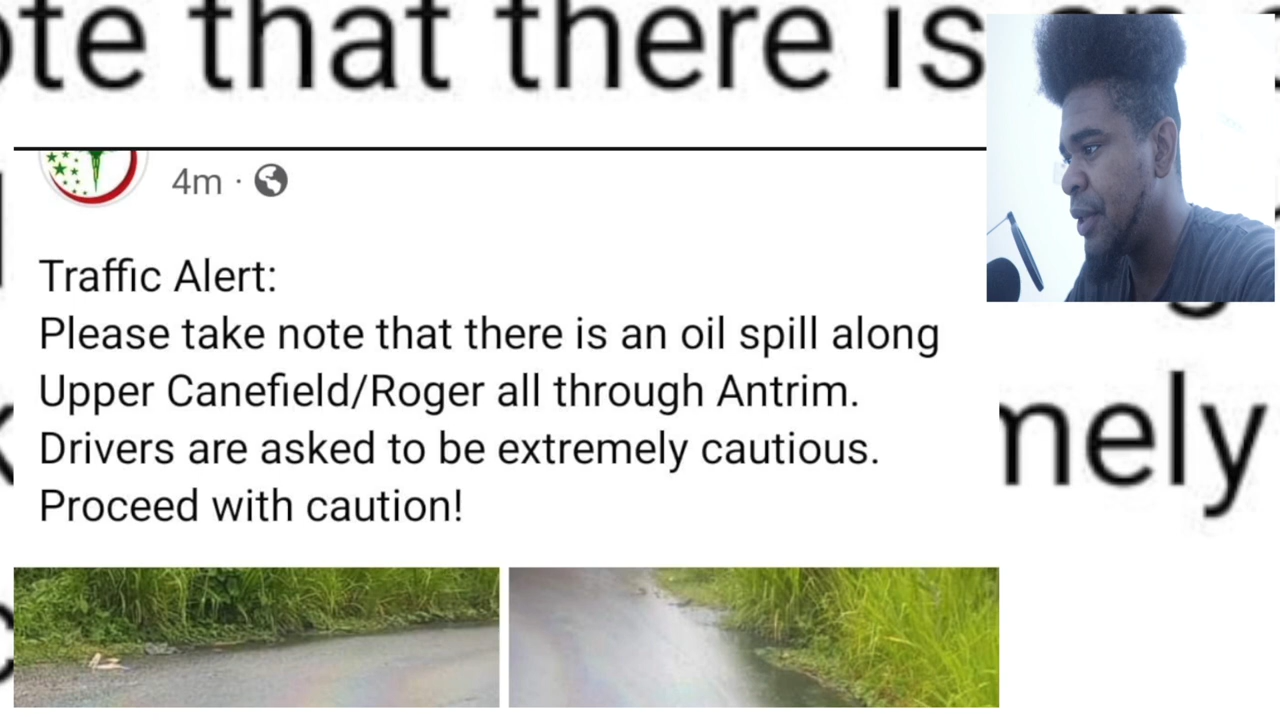 te that there is
4m ·
Traffic Alert:
Please take note that there is an oil spill along
Upper Canefield/Roger all through Antrim.
Drivers are asked to be extremely cautious.
Proceed with caution!
mely